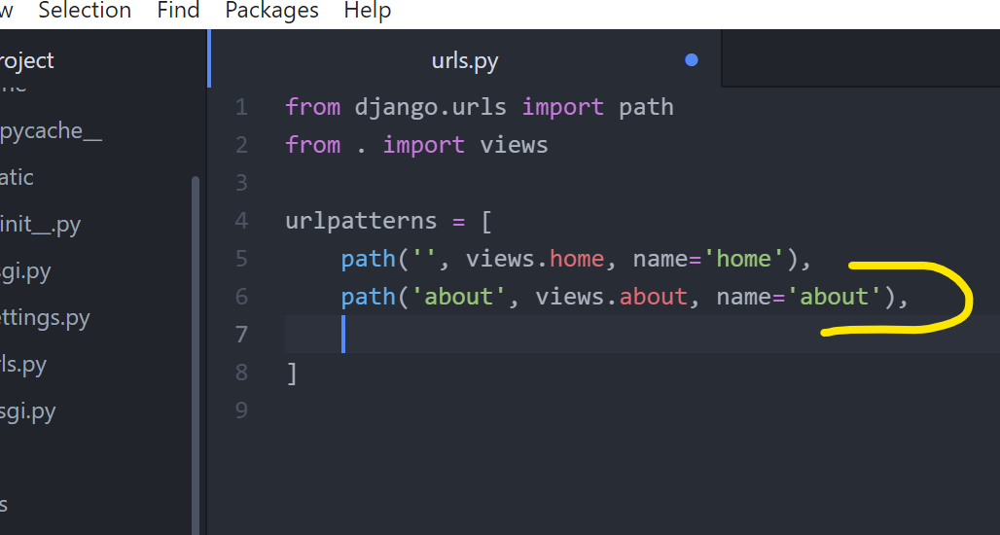 w Selection Find Packages Help
roject
urls.py
pycache__
atic
init__.py
sgi.py
ettings.py
rls.py
sgi.py
s
1 from django.urls import path
2 from . import views
3
4 urlpatterns = [
5 path('', views.home, name='home'),
6 path('about', views.about, name='about'),
7
8 ]
9